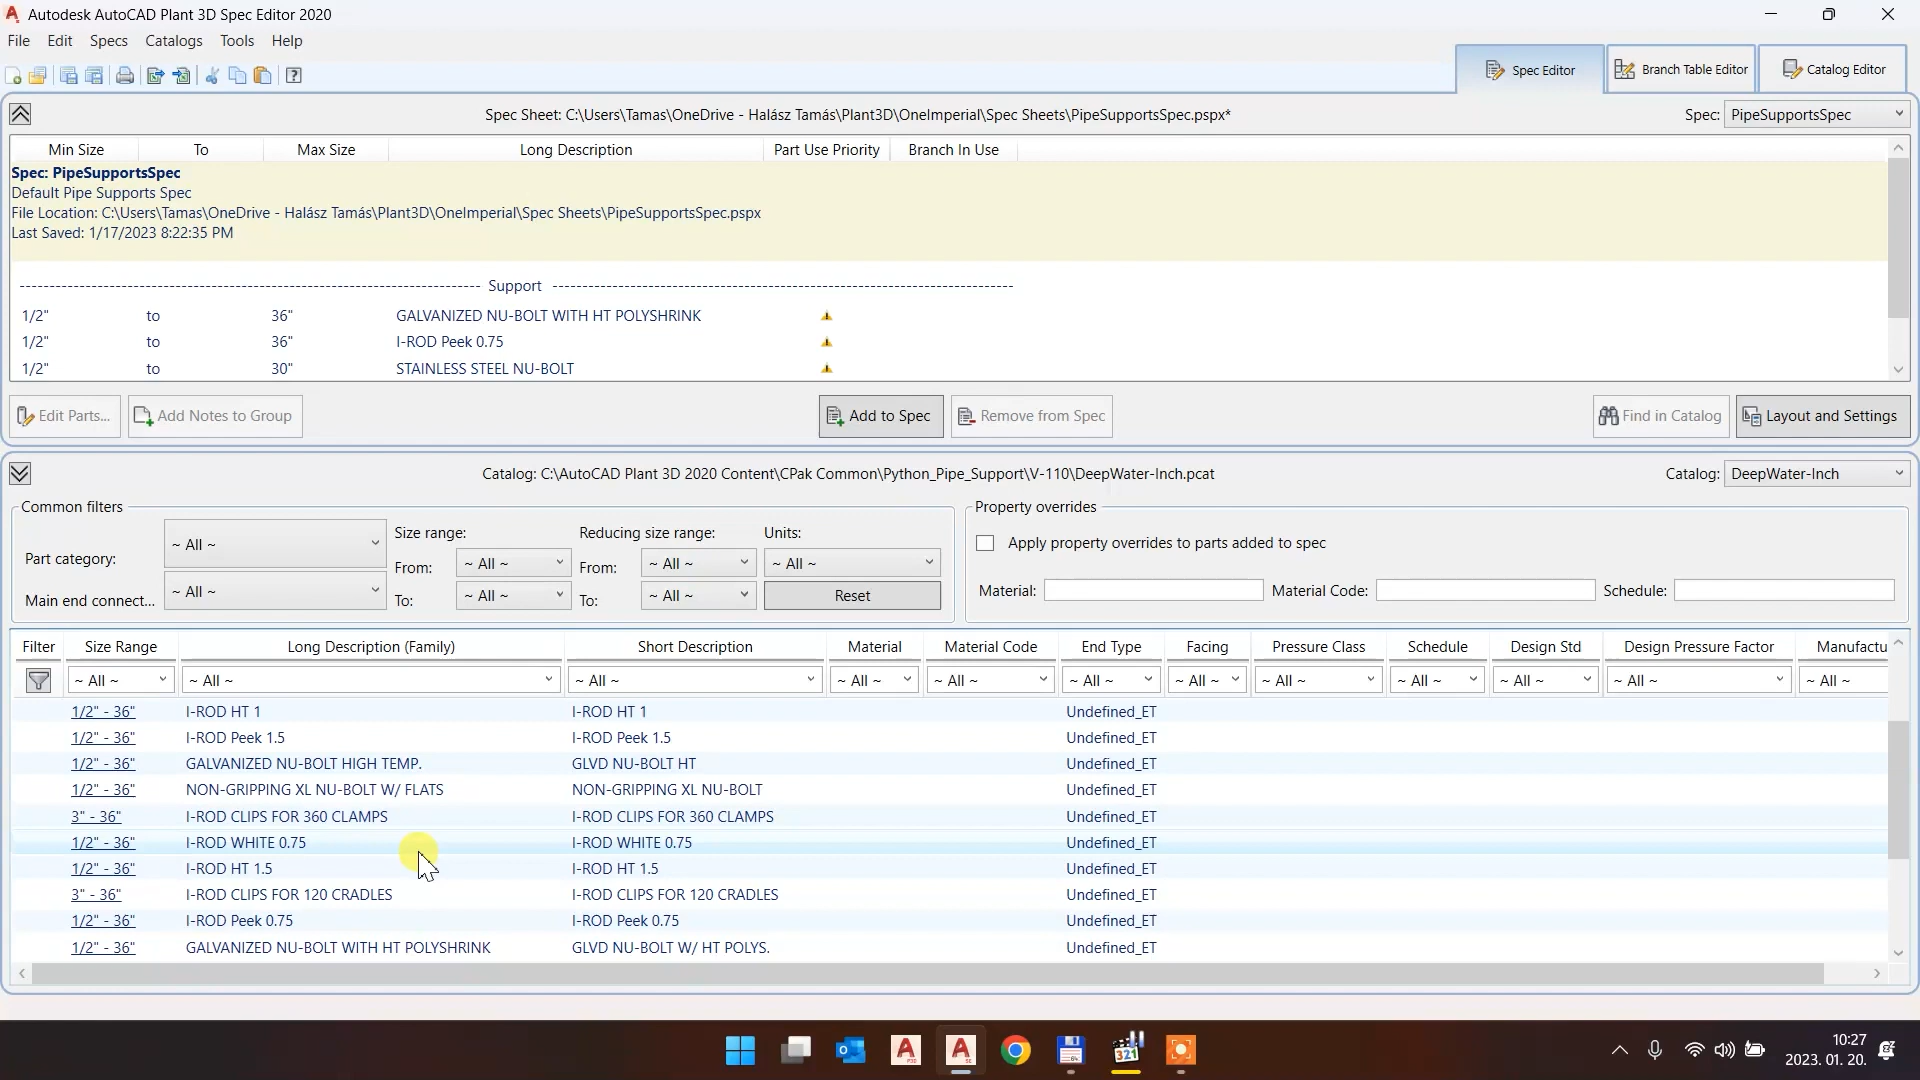 Autodesk AutoCAD Plant 3D Spec Editor 2020
File Edit Specs Catalogs Tools Help
Spec Editor Branch Table Editor Catalog Editor
Spec Sheet: C:\Users\Tamas\OneDrive - Halász Tamás\Plant3D\OneImperial\Spec Sheets\PipeSupportsSpec.pspx* Spec: PipeSupportsSpec
Min Size To Max Size Long Description Part Use Priority Branch In Use
Spec: PipeSupportsSpec
Default Pipe Supports Spec
File Location: C:\Users\Tamas\OneDrive - Halász Tamás\Plant3D\OneImperial\Spec Sheets\PipeSupportsSpec.pspx
Last Saved: 1/17/2023 8:22:35 PM
Support
1/2" to 36" GALVANIZED NU-BOLT WITH HT POLYSHRINK
1/2" to 36" I-ROD Peek 0.75
1/2" to 30" STAINLESS STEEL NU-BOLT
Edit Parts... Add Notes to Group Add to Spec Remove from Spec Find in Catalog Layout and Settings
Catalog: C:\AutoCAD Plant 3D 2020 Content\CPak Common\Python_Pipe_Support\V-110\DeepWater-Inch.pcat Catalog: DeepWater-Inch
Common filters Property overrides
Part category: ~ All ~ Size range: Reducing size range: Units: Apply property overrides to parts added to spec
From: ~ All ~ From: ~ All ~ ~ All ~
Main end connect... ~ All ~ To: ~ All ~ To: ~ All ~ Reset Material: Material Code: Schedule:
Filter Size Range Long Description (Family) Short Description Material Material Code End Type Facing Pressure Class Schedule Design Std Design Pressure Factor Manufactu
~ All ~ ~ All ~ ~ All ~ ~ All ~ ~ All ~ ~ All ~ ~ All ~ ~ All ~ ~ All ~ ~ All ~ ~ All ~ ~ All ~
1/2" - 36" I-ROD HT 1 I-ROD HT 1 Undefined_ET
1/2" - 36" I-ROD Peek 1.5 I-ROD Peek 1.5 Undefined_ET
1/2" - 36" GALVANIZED NU-BOLT HIGH TEMP. GLVD NU-BOLT HT Undefined_ET
1/2" - 36" NON-GRIPPING XL NU-BOLT W/ FLATS NON-GRIPPING XL NU-BOLT Undefined_ET
3" - 36" I-ROD CLIPS FOR 360 CLAMPS I-ROD CLIPS FOR 360 CLAMPS Undefined_ET
1/2" - 36" I-ROD WHITE 0.75 I-ROD WHITE 0.75 Undefined_ET
1/2" - 36" I-ROD HT 1.5 I-ROD HT 1.5 Undefined_ET
3" - 36" I-ROD CLIPS FOR 120 CRADLES I-ROD CLIPS FOR 120 CRADLES Undefined_ET
1/2" - 36" I-ROD Peek 0.75 I-ROD Peek 0.75 Undefined_ET
1/2" - 36" GALVANIZED NU-BOLT WITH HT POLYSHRINK GLVD NU-BOLT W/ HT POLYS. Undefined_ET
321
10:27
2023. 01. 20.